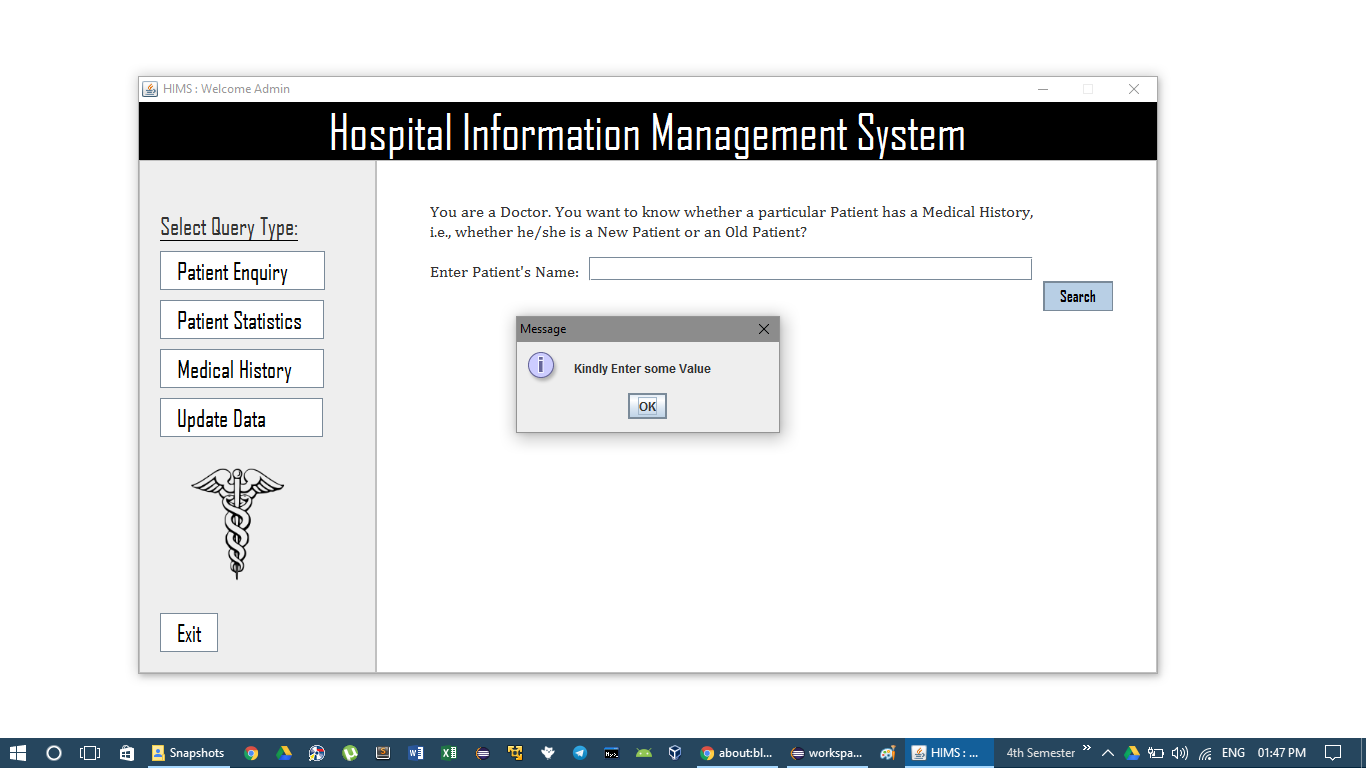 HIMS : Welcome Admin
Hospital Information Management System
Select Query Type:
Patient Enquiry
Patient Statistics
Medical History
Update Data
Exit
You are a Doctor. You want to know whether a particular Patient has a Medical History,
i.e., whether he/she is a New Patient or an Old Patient?
Enter Patient's Name:
Search
Message
Kindly Enter some Value
OK
Snapshots
about:bl...
workspa...
HIMS : ...
4th Semester
ENG
01:47 PM